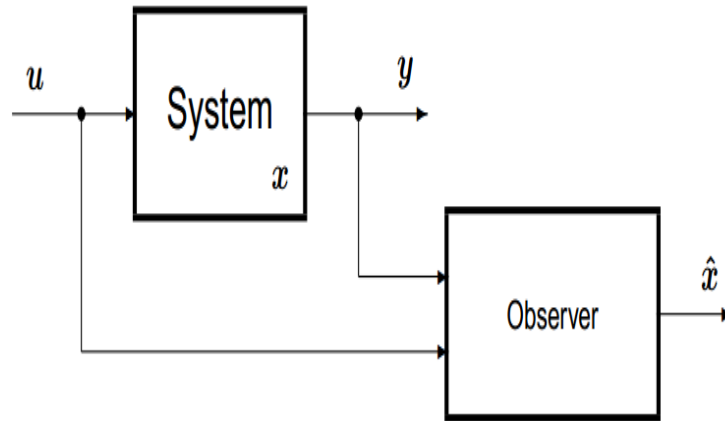 u
System
x
y
Observer
x̂